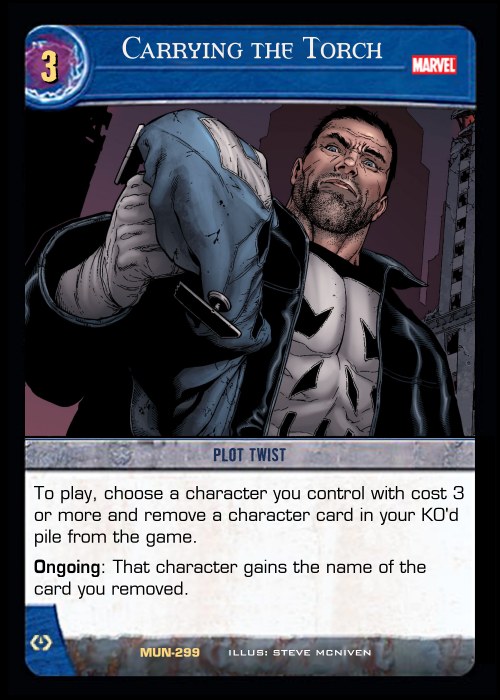 3
CARRYING THE TORCH
MARVEL
PLOT TWIST
To play, choose a character you control with cost 3
or more and remove a character card in your KO'd
pile from the game.
Ongoing: That character gains the name of the
card you removed.
MUN-299 ILLUS: STEVE MCNIVEN